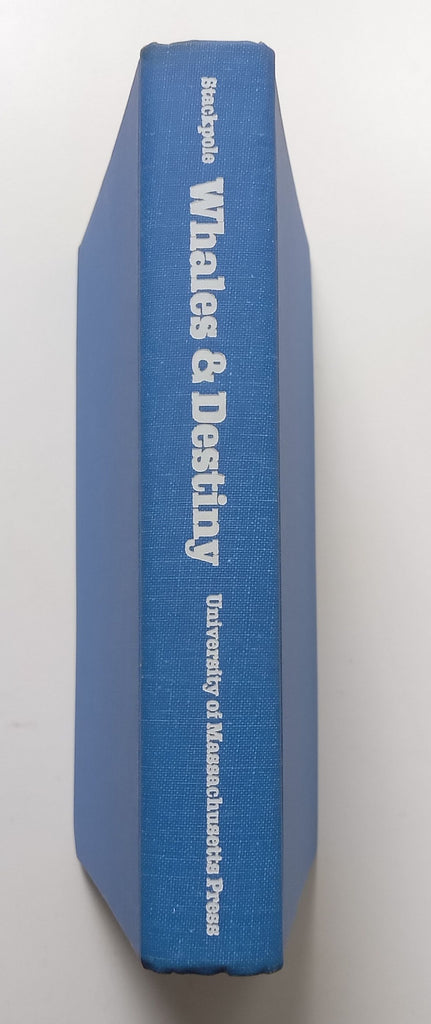 Stackpole Whales & Destiny University of Massachusetts Press